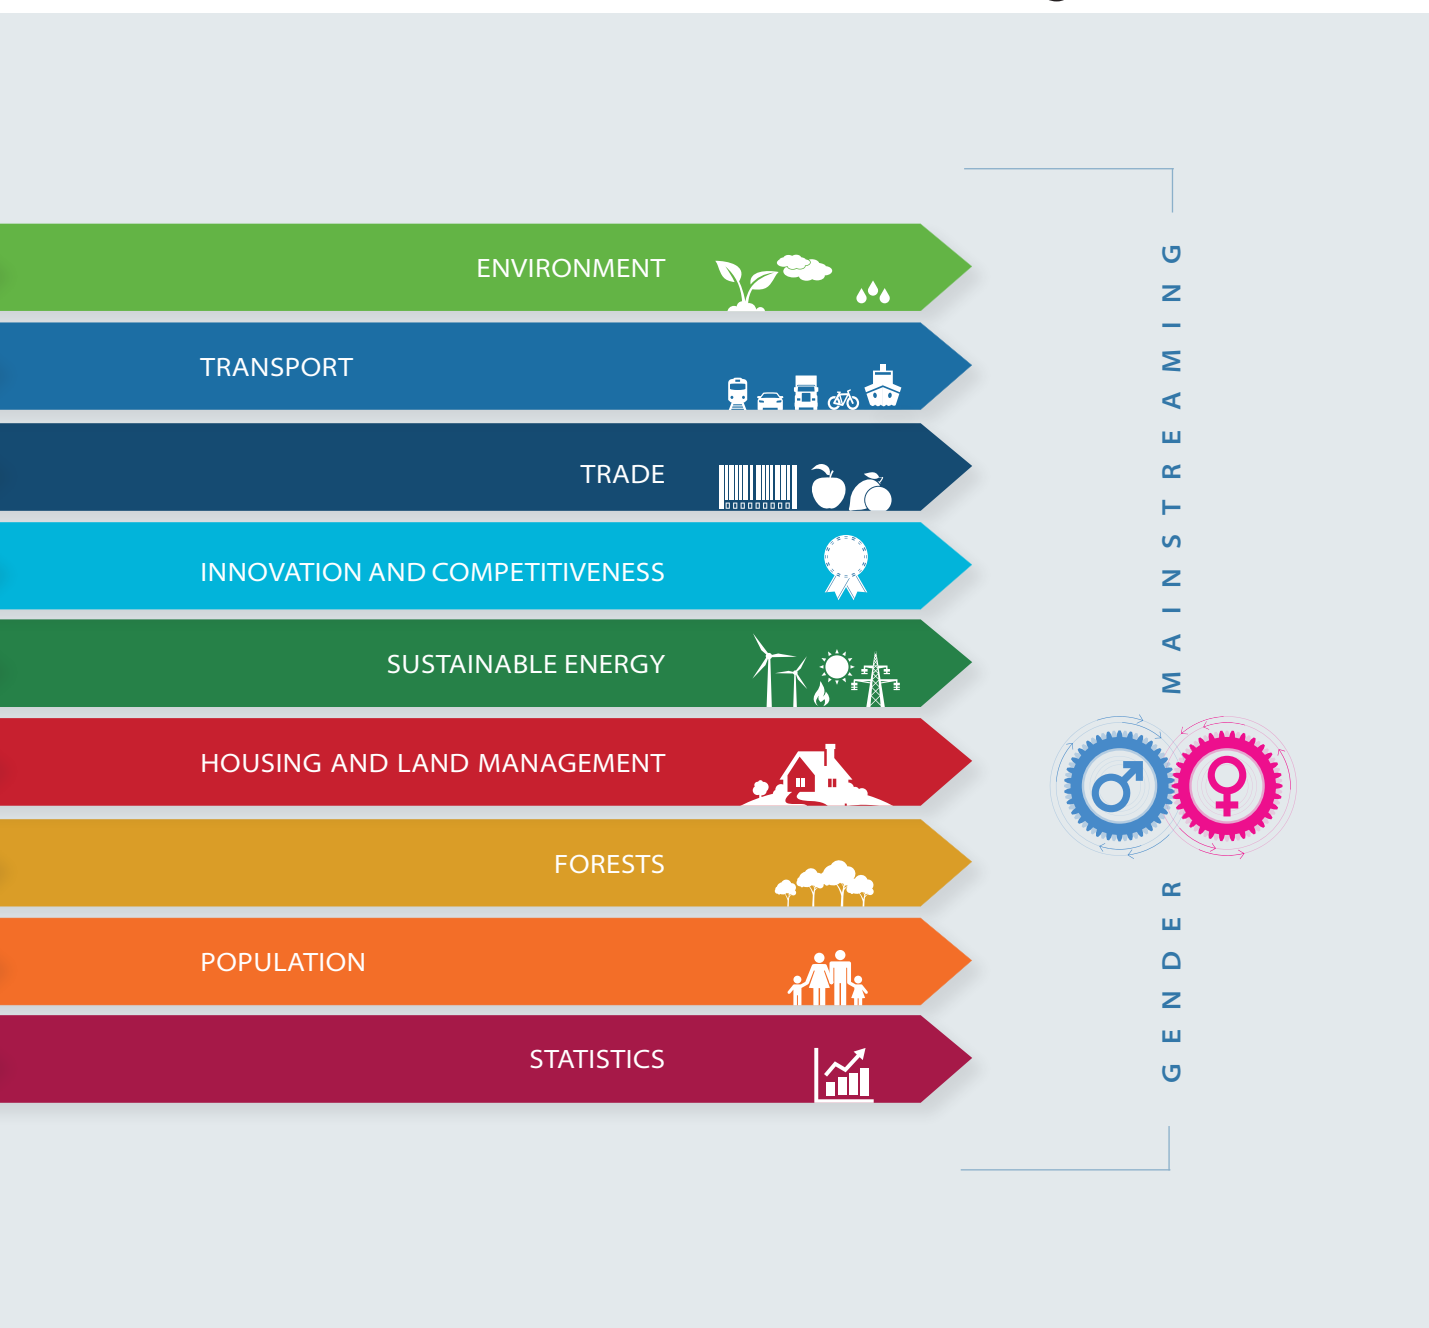 ENVIRONMENT
TRANSPORT
TRADE
INNOVATION AND COMPETITIVENESS
SUSTAINABLE ENERGY
HOUSING AND LAND MANAGEMENT
FORESTS
POPULATION
STATISTICS
GENDER MAINSTREAMING